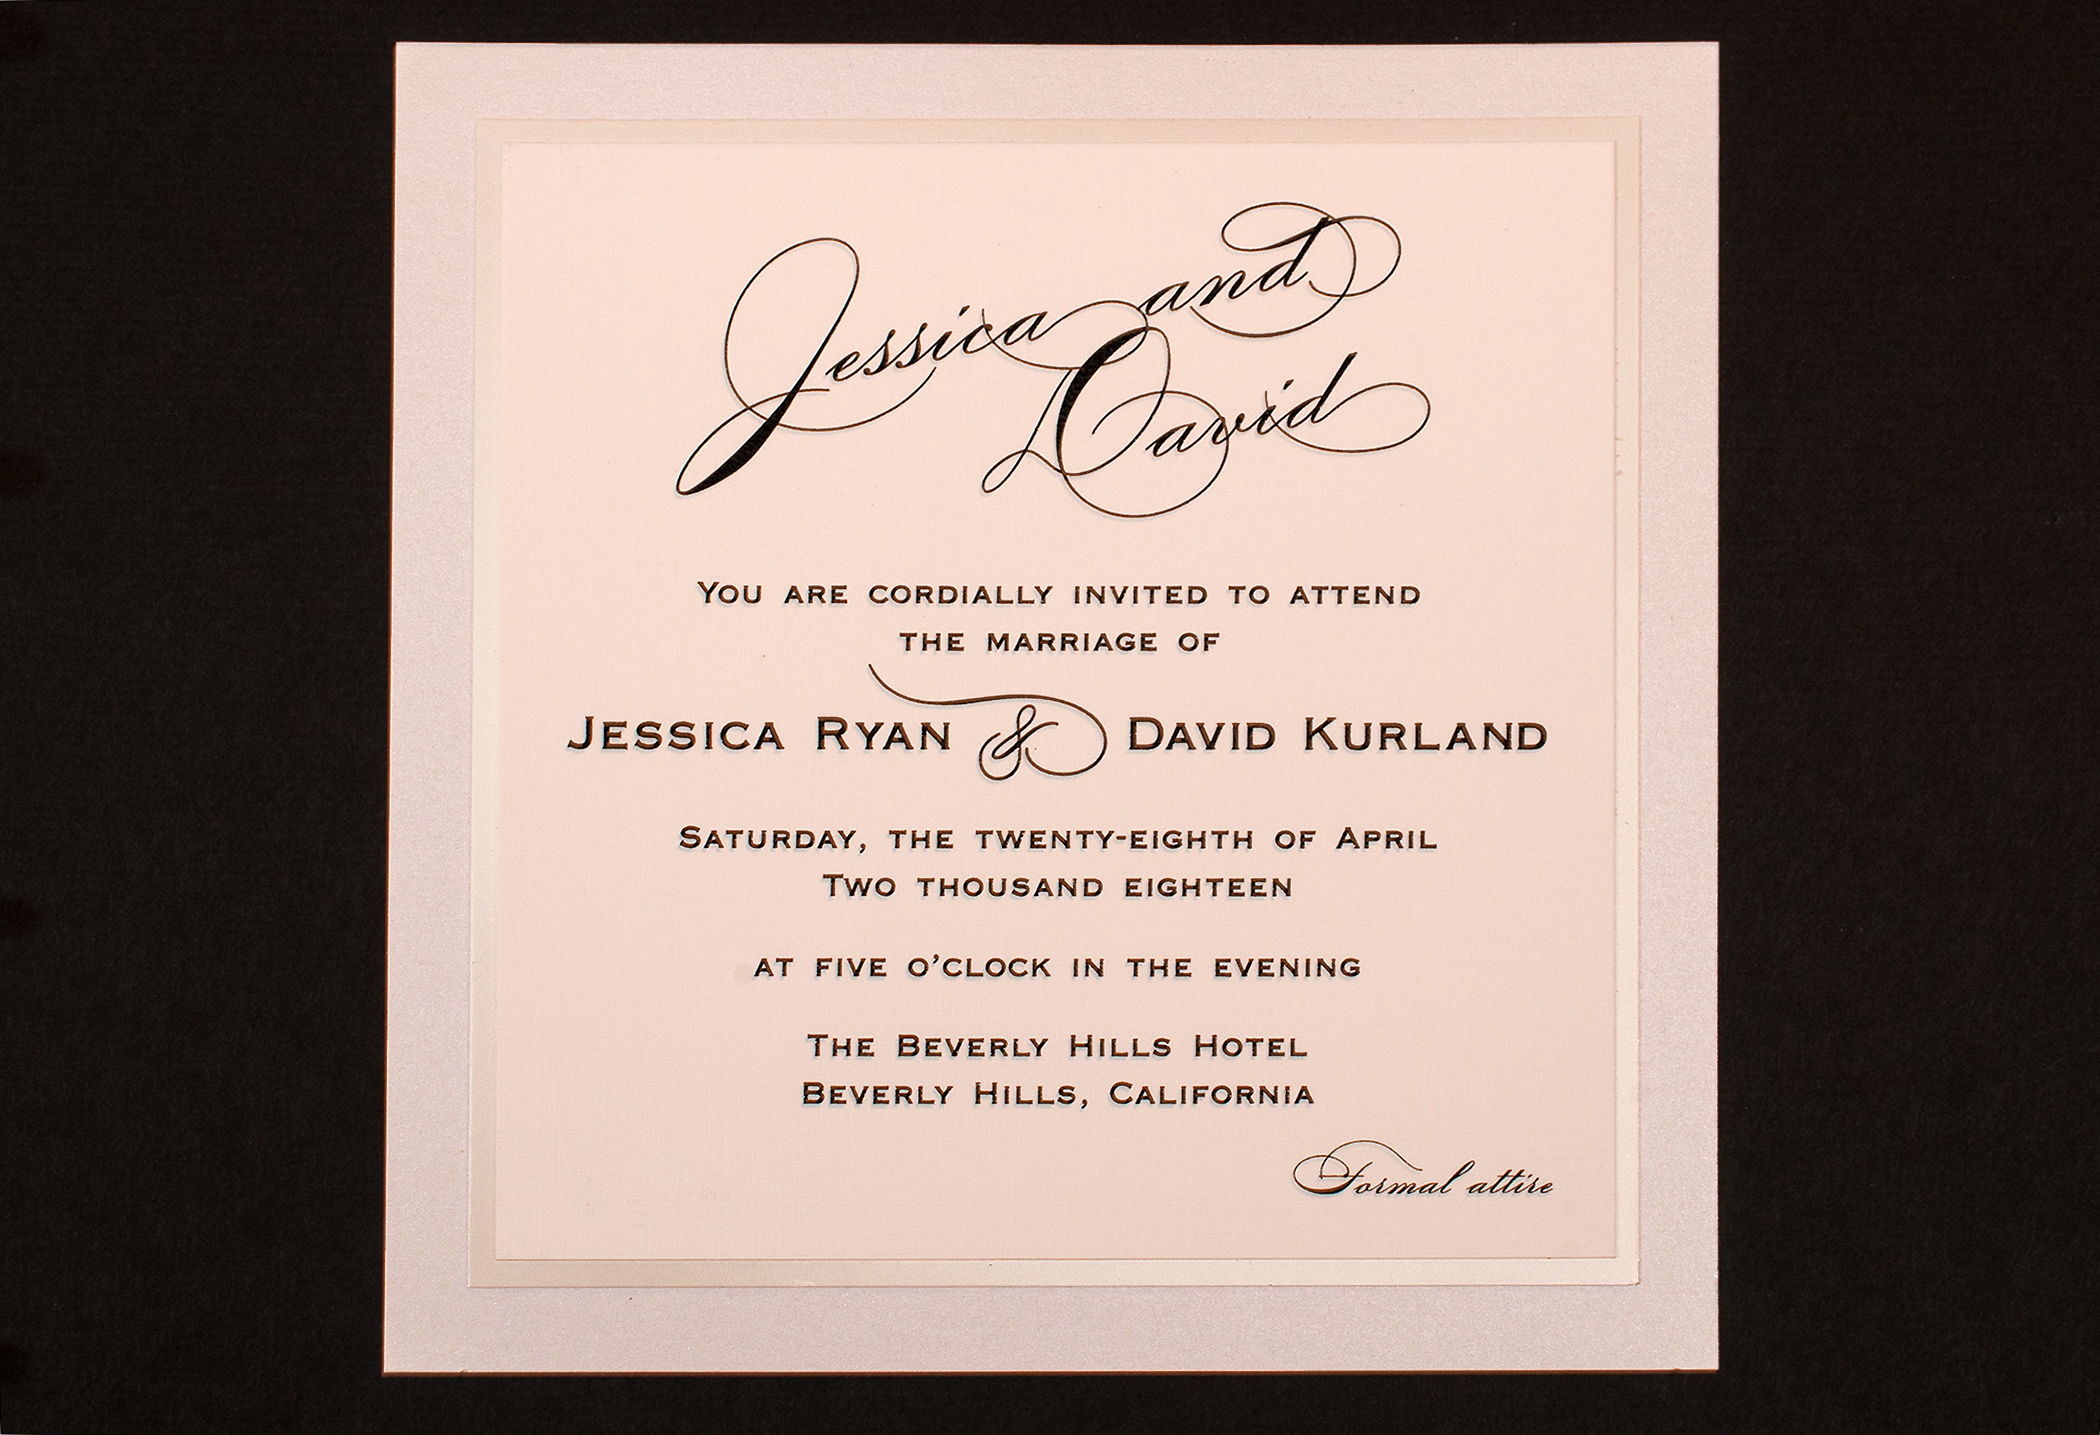 Jessica and
David
You are cordially invited to attend
the marriage of
Jessica Ryan & David Kurland
Saturday, the twenty-eighth of April
Two thousand eighteen
at five o'clock in the evening
The Beverly Hills Hotel
Beverly Hills, California
Formal attire